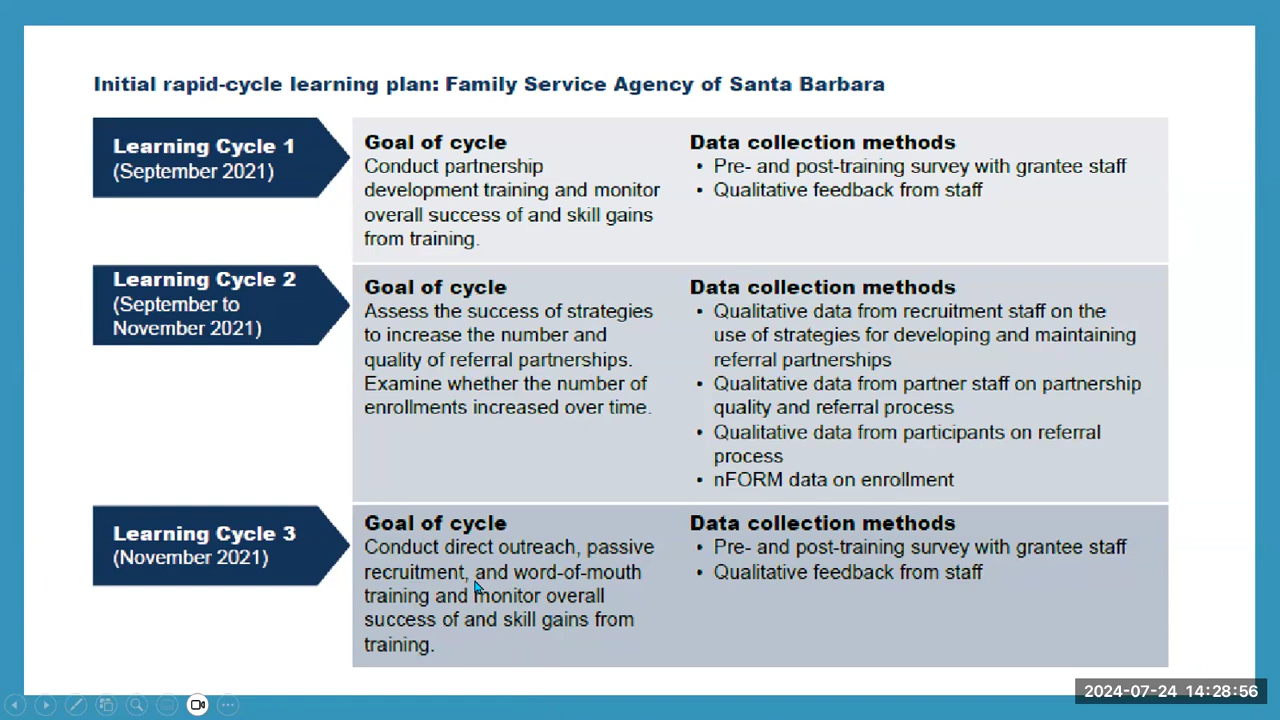 Initial rapid-cycle learning plan: Family Service Agency of Santa Barbara
Learning Cycle 1
(September 2021)
Goal of cycle
Conduct partnership
development training and monitor
overall success of and skill gains
from training.
Data collection methods
• Pre- and post-training survey with grantee staff
• Qualitative feedback from staff
Learning Cycle 2
(September to
November 2021)
Goal of cycle
Assess the success of strategies
to increase the number and
quality of referral partnerships.
Examine whether the number of
enrollments increased over time.
Data collection methods
• Qualitative data from recruitment staff on the
use of strategies for developing and maintaining
referral partnerships
• Qualitative data from partner staff on partnership
quality and referral process
• Qualitative data from participants on referral
process
• nFORM data on enrollment
Learning Cycle 3
(November 2021)
Goal of cycle
Conduct direct outreach, passive
recruitment, and word-of-mouth
training and monitor overall
success of and skill gains from
training.
Data collection methods
• Pre- and post-training survey with grantee staff
• Qualitative feedback from staff
2024-07-24 14:28:56